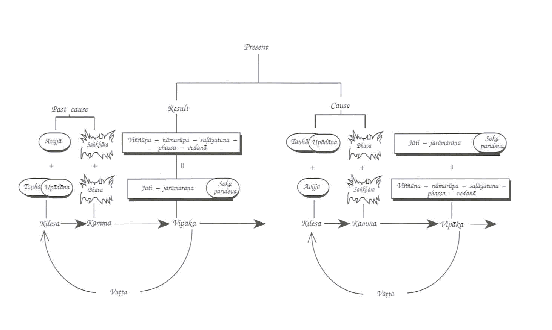 Present
Past cause
Result
Cause
Avijjā
Saṅkhāra
Viññāṇa – nāmarūpa – saḷāyatana –
phassa – vedanā
Taṇhā Upādāna
Bhava
Jāti – jarāmaraṇa
Soka
parideva
+
+
=
+
+
+
Taṇhā Upādāna
Bhava
Jāti – jarāmaraṇa
Soka
parideva
Avijjā
Saṅkhāra
Viññāṇa – nāmarūpa – saḷāyatana –
phassa – vedanā
Kilesa
Kamma
Vipāka
Kilesa
Kamma
Vipāka
Vaṭṭa
Vaṭṭa